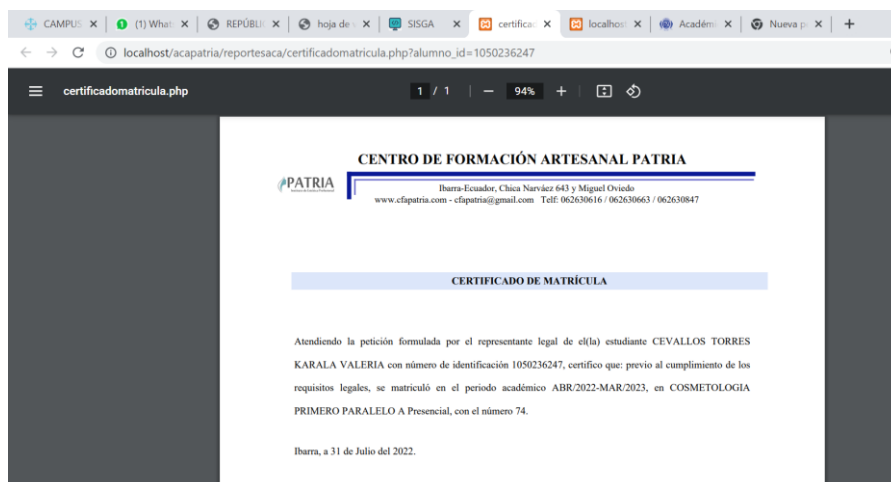 CAMPUS
(1) What
REPÚBLI
hoja de v
SISGA
certificac
localhost
Académi
Nueva pe
localhost/acapatria/reportesaca/certificadomatricula.php?alumno_id=1050236247
certificadomatricula.php
1 / 1
94%
CENTRO DE FORMACIÓN ARTESANAL PATRIA
PATRIA
Ibarra-Ecuador, Chica Narváez 643 y Miguel Oviedo
www.cfapatria.com - cfapatria@gmail.com Telf: 062630616 / 062630663 / 062630847
CERTIFICADO DE MATRÍCULA
Atendiendo la petición formulada por el representante legal de el(la) estudiante CEVALLOS TORRES
KARALA VALERIA con número de identificación 1050236247, certifico que: previo al cumplimiento de los
requisitos legales, se matriculó en el periodo académico ABR/2022-MAR/2023, en COSMETOLOGIA
PRIMERO PARALELO A Presencial, con el número 74.
Ibarra, a 31 de Julio del 2022.